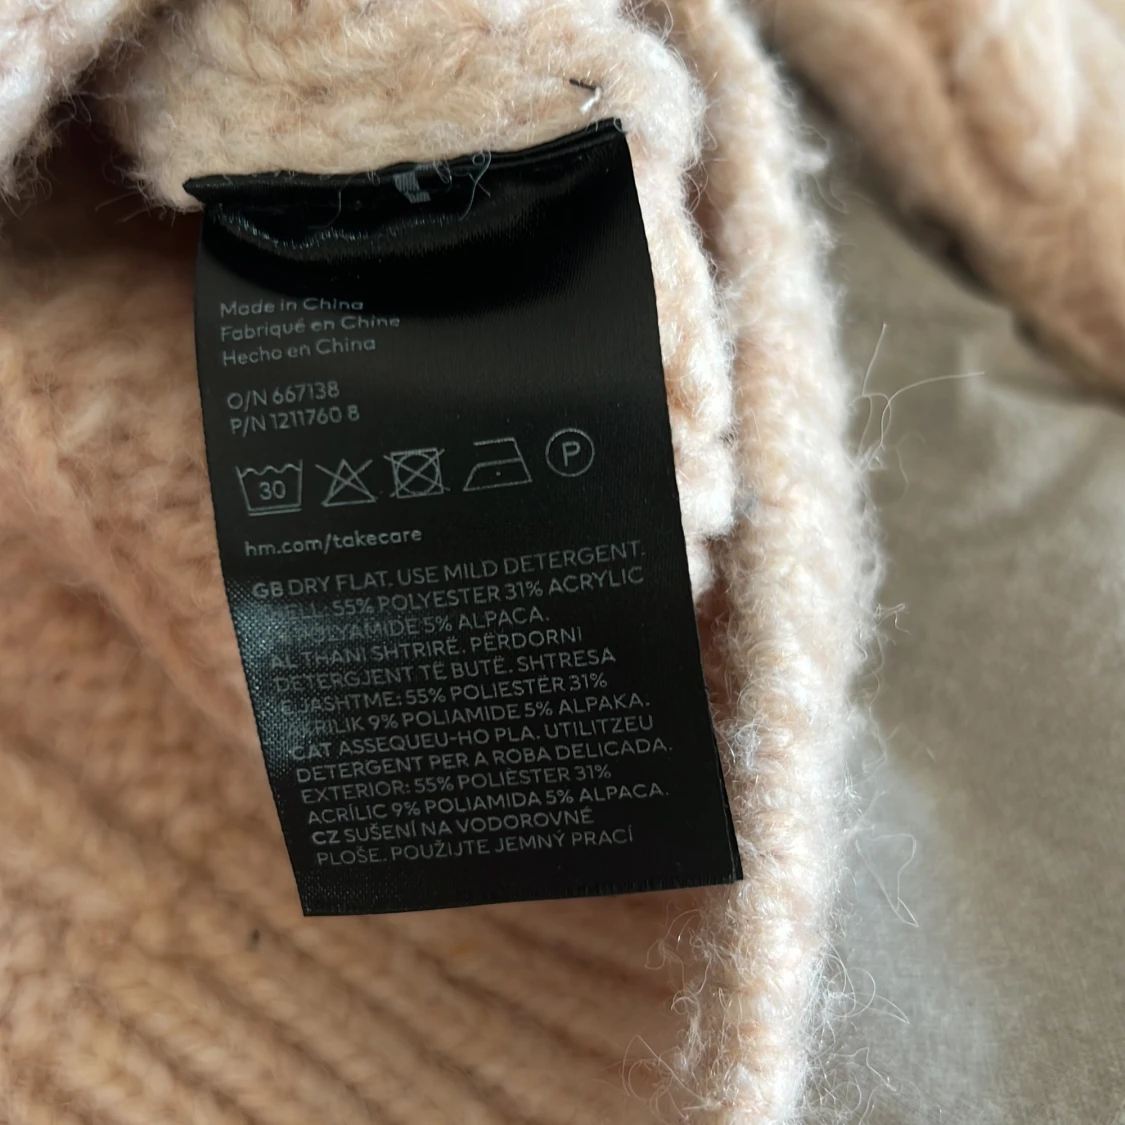 Made in China
Fabriqué en Chine
Hecho en China
O/N 667138
P/N 1211760 8
30
P
hm.com/takecare
GB DRY FLAT. USE MILD DETERGENT.
55% POLYESTER 31% ACRYLIC
POLYAMIDE 5% ALPACA.
AL THANI SHTRIRË. PËRDORNI
DETERGJENT TË BUTË. SHTRESA
E JASHTME: 55% POLIESTËR 31%
9% POLIAMIDE 5% ALPAKA.
CAT ASSEQUEU-HO PLA. UTILITZEU
DETERGENT PER A ROBA DELICADA.
EXTERIOR: 55% POLIÈSTER 31%
ACRÍLIC 9% POLIAMIDA 5% ALPACA.
CZ SUŠENÍ NA VODOROVNÉ
PLOŠE. POUŽIJTE JEMNÝ PRACÍ